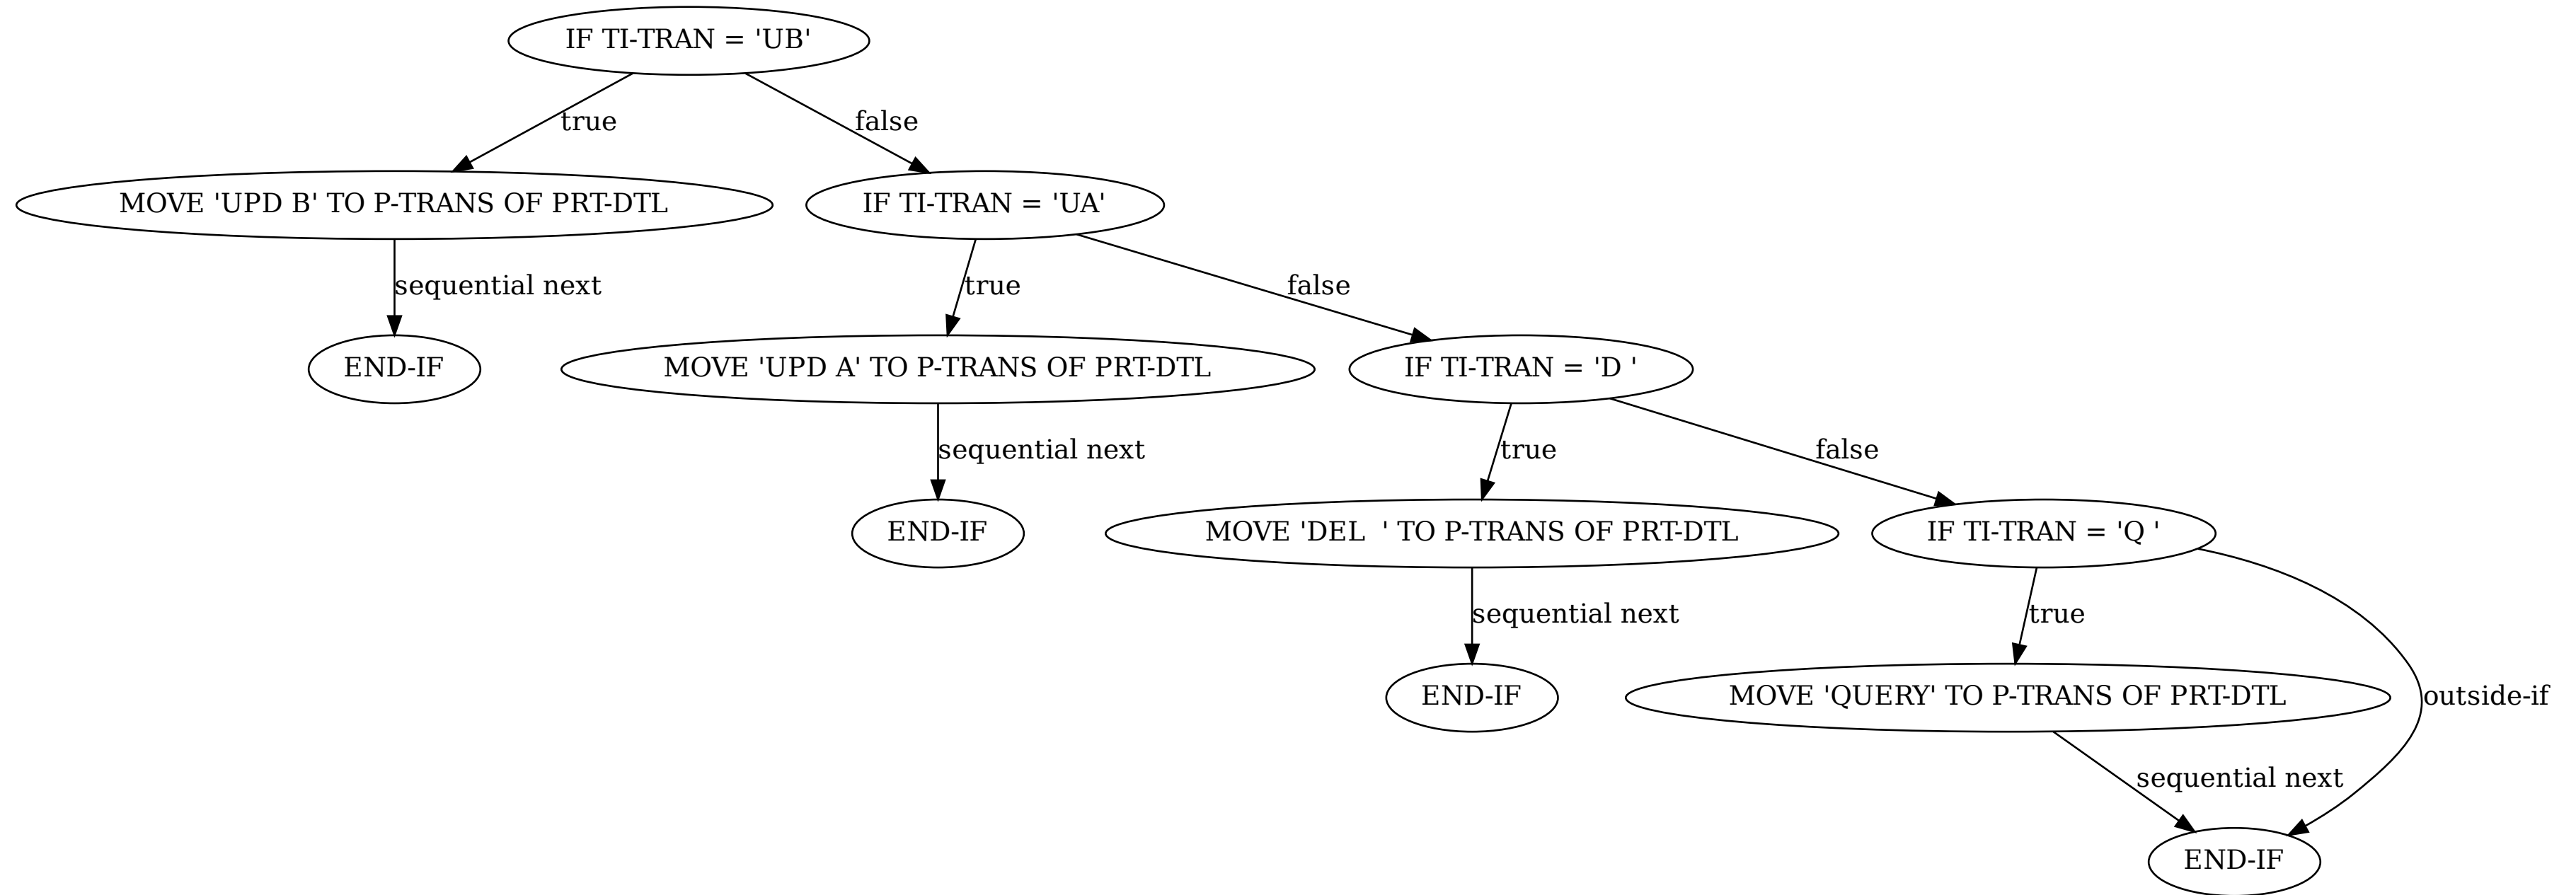 IF TI-TRAN = 'UB'
true
false
MOVE 'UPD B' TO P-TRANS OF PRT-DTL
IF TI-TRAN = 'UA'
sequential next
true
false
END-IF
MOVE 'UPD A' TO P-TRANS OF PRT-DTL
IF TI-TRAN = 'D '
sequential next
true
false
END-IF
MOVE 'DEL  ' TO P-TRANS OF PRT-DTL
IF TI-TRAN = 'Q '
sequential next
true
END-IF
MOVE 'QUERY' TO P-TRANS OF PRT-DTL
outside-if
sequential next
END-IF